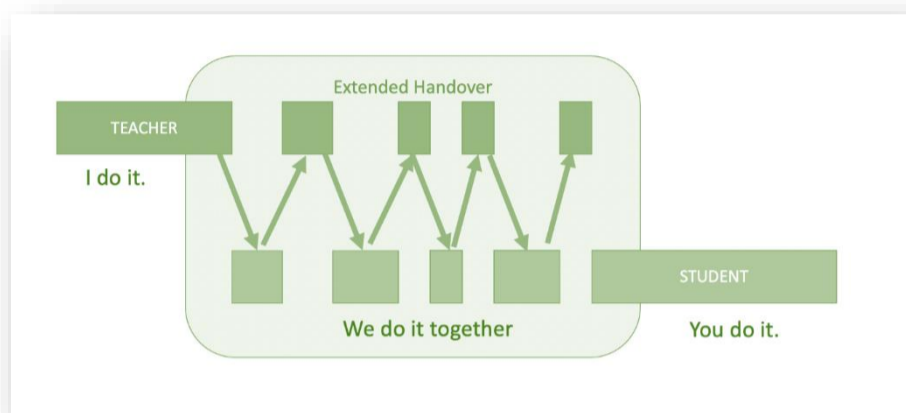 Extended Handover
TEACHER
I do it.
STUDENT
We do it together
You do it.